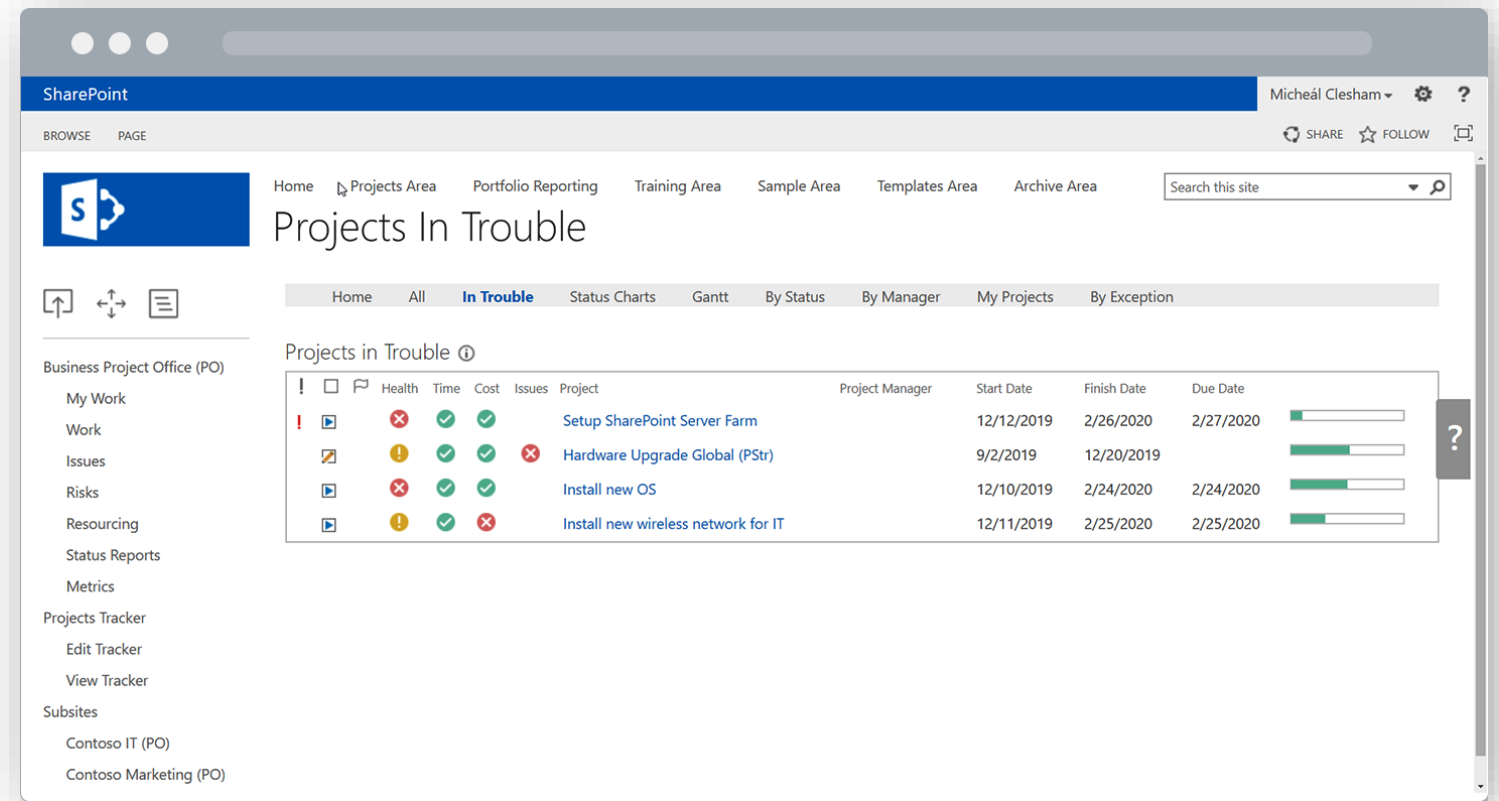 SharePoint
Micheál Clesham
?
BROWSE PAGE
SHARE FOLLOW
S
Home Projects Area Portfolio Reporting Training Area Sample Area Templates Area Archive Area
Search this site
Projects In Trouble
Home All In Trouble Status Charts Gantt By Status By Manager My Projects By Exception
Projects in Trouble
! Health Time Cost Issues Project Project Manager Start Date Finish Date Due Date
! Setup SharePoint Server Farm 12/12/2019 2/26/2020 2/27/2020
Hardware Upgrade Global (PStr) 9/2/2019 12/20/2019
Install new OS 12/10/2019 2/24/2020 2/24/2020
Install new wireless network for IT 12/11/2019 2/25/2020 2/25/2020
?
Business Project Office (PO)
My Work
Work
Issues
Risks
Resourcing
Status Reports
Metrics
Projects Tracker
Edit Tracker
View Tracker
Subsites
Contoso IT (PO)
Contoso Marketing (PO)